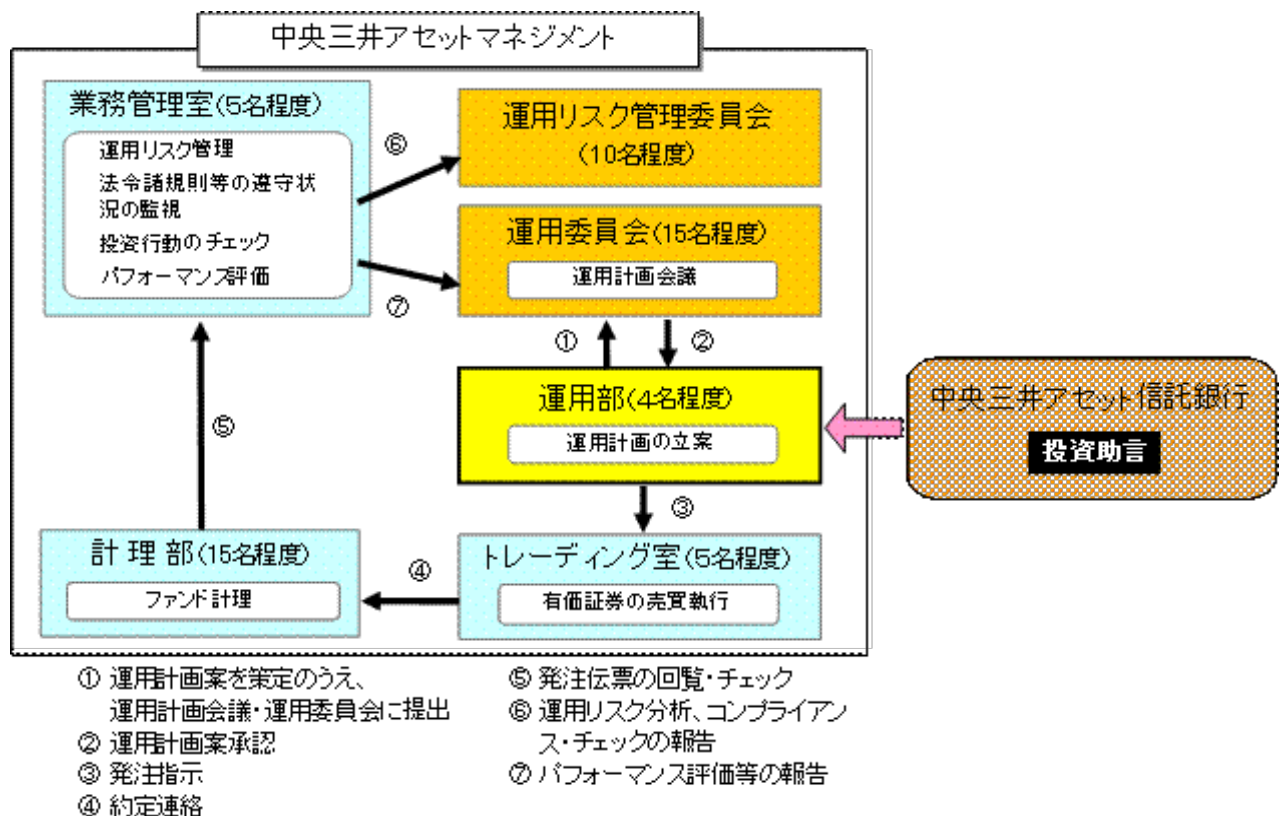 中央三井アセットマネジメント
業務管理室(5名程度)
運用リスク管理
法令諸規則等の遵守状
況の監視
投資行動のチェック
パフォーマンス評価
⑥
運用リスク管理委員会
(10名程度)
運用委員会(15名程度)
運用計画会議
⑦
①
②
運用部(4名程度)
運用計画の立案
中央三井アセット信託銀行
投資助言
⑤
③
計理部(15名程度)
ファンド計理
④
トレーディング室(5名程度)
有価証券の売買執行
① 運用計画案を策定のうえ、
運用計画会議・運用委員会に提出
② 運用計画案承認
③ 発注指示
④ 約定連絡
⑤ 発注伝票の回覧・チェック
⑥ 運用リスク分析、コンプライアン
ス・チェックの報告
⑦ パフォーマンス評価等の報告